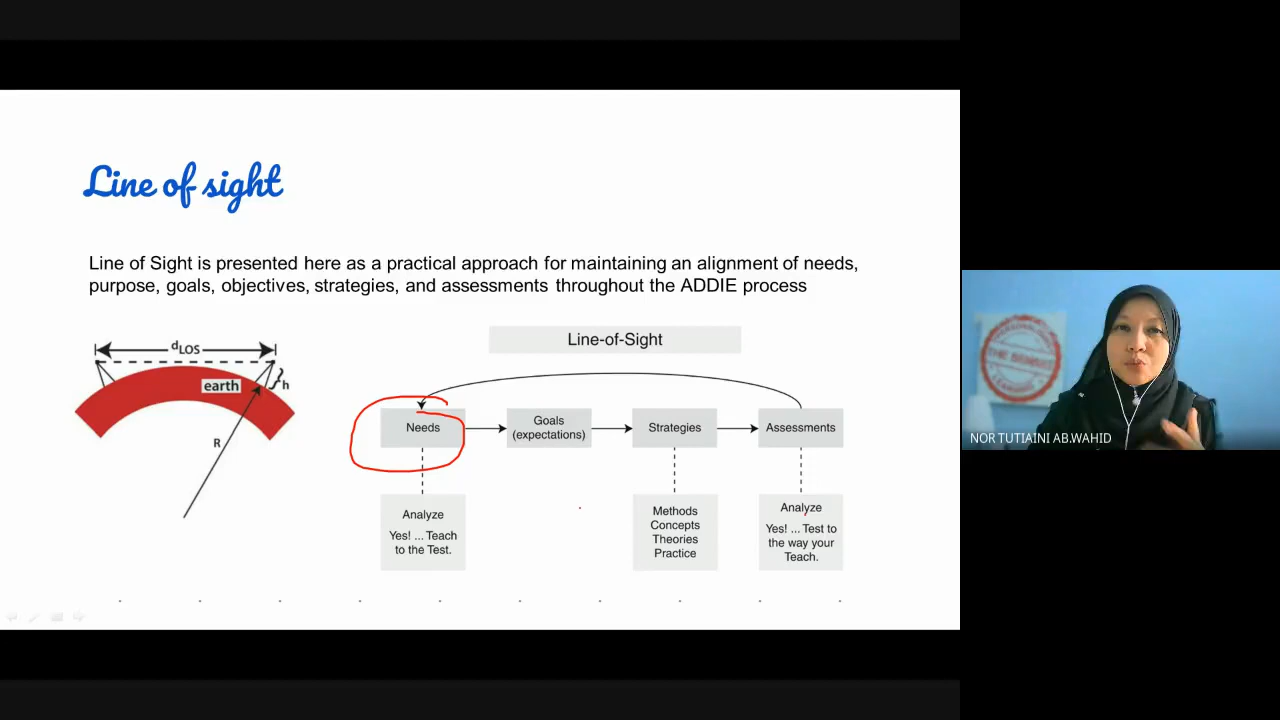 Line of sight
Line of Sight is presented here as a practical approach for maintaining an alignment of needs,
purpose, goals, objectives, strategies, and assessments throughout the ADDIE process
dLOS
earth
h
R
Line-of-Sight
Needs
Goals
(expectations)
Strategies
Assessments
Analyze
Yes! ... Teach
to the Test.
Methods
Concepts
Theories
Practice
Analyze
Yes! ... Test to
the way your
Teach.
NOR TUTIAINI AB.WAHID